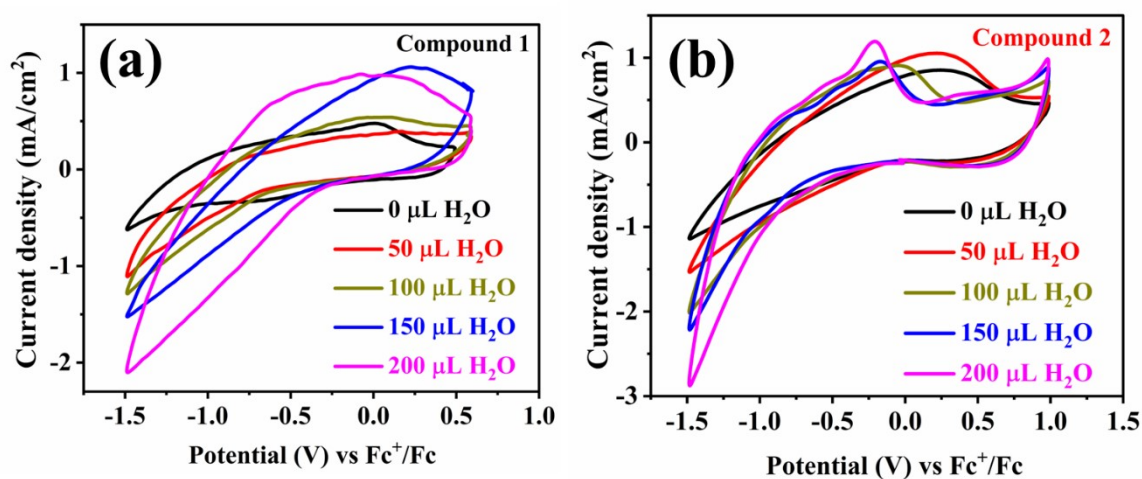 (a)
Compound 1
Current density (mA/cm²)
1
0
-1
-2
0 μL H₂O
50 μL H₂O
100 μL H₂O
150 μL H₂O
200 μL H₂O
-1.5 -1.0 -0.5 0.0 0.5 1.0
Potential (V) vs Fc⁺/Fc
(b)
Compound 2
Current density (mA/cm²)
1
0
-1
-2
-3
0 μL H₂O
50 μL H₂O
100 μL H₂O
150 μL H₂O
200 μL H₂O
-1.5 -1.0 -0.5 0.0 0.5 1.0 1.5
Potential (V) vs Fc⁺/Fc